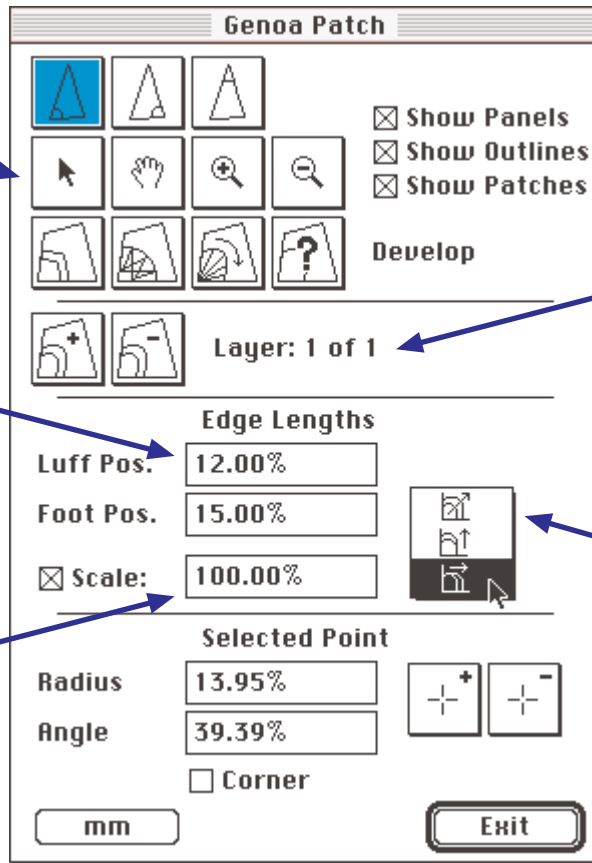 Genoa Patch
Show Panels
Show Outlines
Show Patches
?
Develop
+
-
Layer: 1 of 1
Edge Lengths
Luff Pos. 12.00%
Foot Pos. 15.00%
Scale: 100.00%
Selected Point
Radius 13.95%
+
-
Angle 39.39%
Corner
mm
Exit